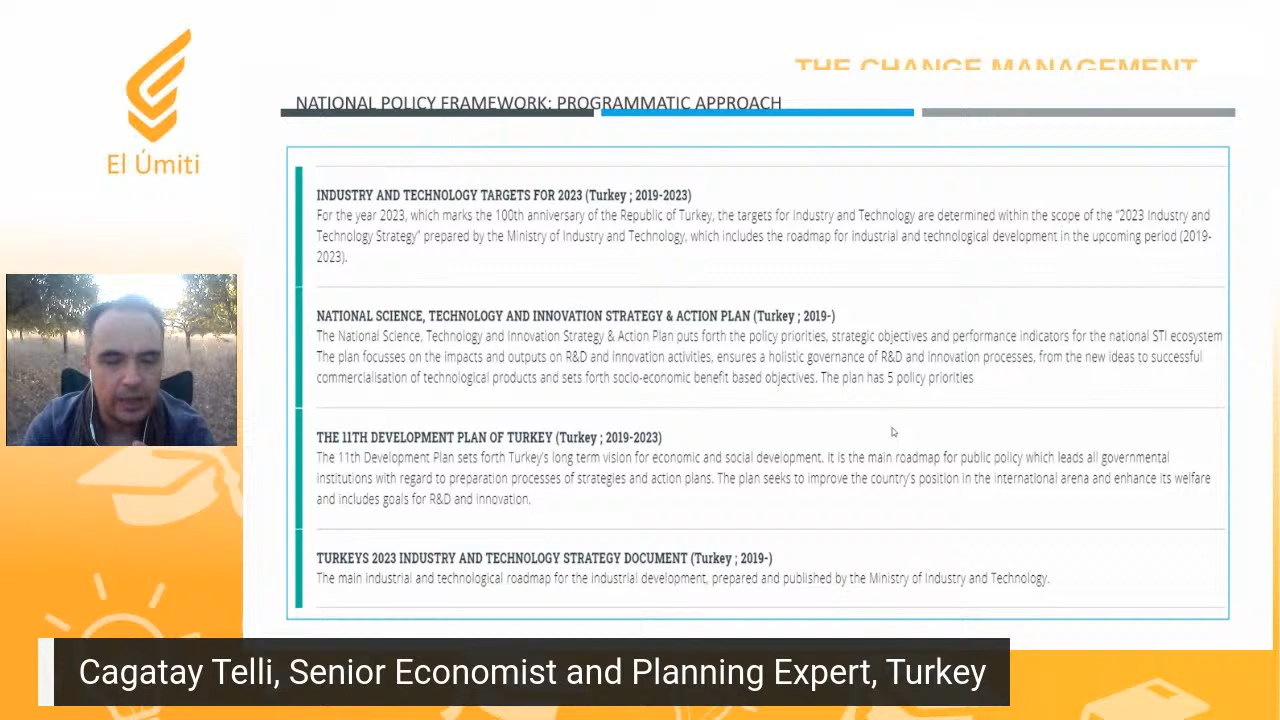 THE CHANGE MANAGEMENT
NATIONAL POLICY FRAMEWORK: PROGRAMMATIC APPROACH
El Úmiti
INDUSTRY AND TECHNOLOGY TARGETS FOR 2023 (Turkey ; 2019-2023)
For the year 2023, which marks the 100th anniversary of the Republic of Turkey, the targets for Industry and Technology are determined within the scope of the "2023 Industry and
Technology Strategy" prepared by the Ministry of Industry and Technology, which includes the roadmap for industrial and technological development in the upcoming period (2019-
2023).
NATIONAL SCIENCE, TECHNOLOGY AND INNOVATION STRATEGY & ACTION PLAN (Turkey ; 2019-)
The National Science, Technology and Innovation Strategy & Action Plan puts forth the policy priorities, strategic objectives and performance indicators for the national STI ecosystem
The plan focusses on the impacts and outputs on R&D and innovation activities, ensures a holistic governance of R&D and innovation processes, from the new ideas to successful
commercialisation of technological products and sets forth socio-economic benefit based objectives. The plan has 5 policy priorities
THE 11TH DEVELOPMENT PLAN OF TURKEY (Turkey ; 2019-2023)
The 11th Development Plan sets forth Turkey's long term vision for economic and social development. It is the main roadmap for public policy which leads all governmental
institutions with regard to preparation processes of strategies and action plans. The plan seeks to improve the country's position in the international arena and enhance its welfare
and includes goals for R&D and innovation.
TURKEYS 2023 INDUSTRY AND TECHNOLOGY STRATEGY DOCUMENT (Turkey ; 2019-)
The main industrial and technological roadmap for the industrial development, prepared and published by the Ministry of Industry and Technology.
Cagatay Telli, Senior Economist and Planning Expert, Turkey